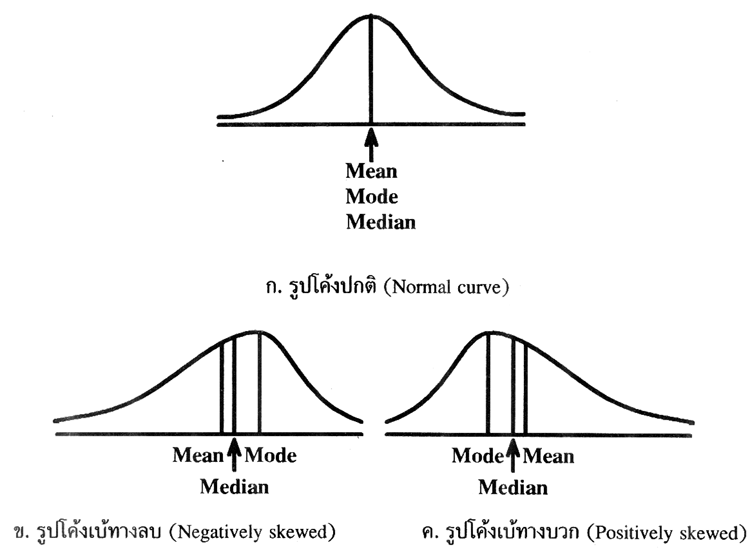 Mean
Mode
Median
ก. รูปโค้งปกติ (Normal curve)
Mean Mode
Median
ข. รูปโค้งเบ้ทางลบ (Negatively skewed)
Mode Mean
Median
ค. รูปโค้งเบ้ทางบวก (Positively skewed)